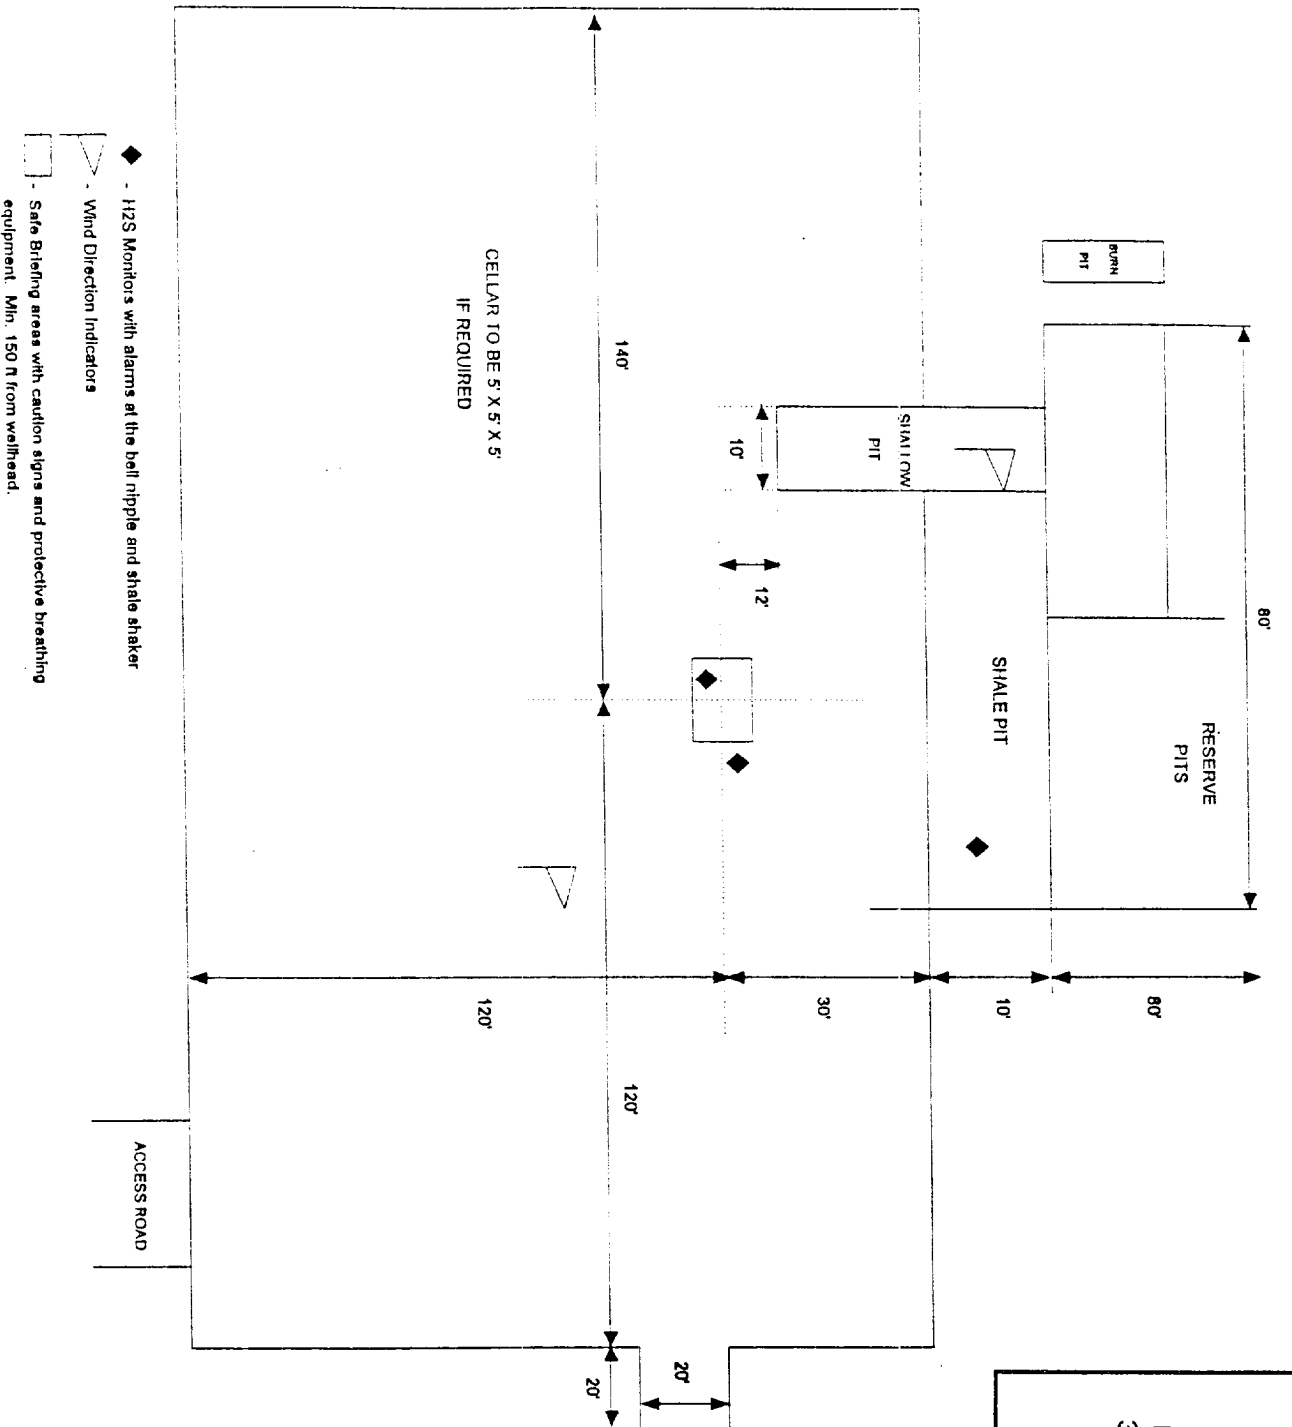 80'
RESERVE
PITS
BURN
PIT
SHALLOW
PIT
SHALE PIT
80'
10'
30'
120'
10'
12'
140'
120'
CELLAR TO BE 5' X 5' X 5'
IF REQUIRED
20'
20'
ACCESS ROAD
- H2S Monitors with alarms at the bell nipple and shale shaker
- Wind Direction Indicators
- Safe Briefing areas with caution signs and protective breathing
equipment. Min. 150 ft from wellhead.